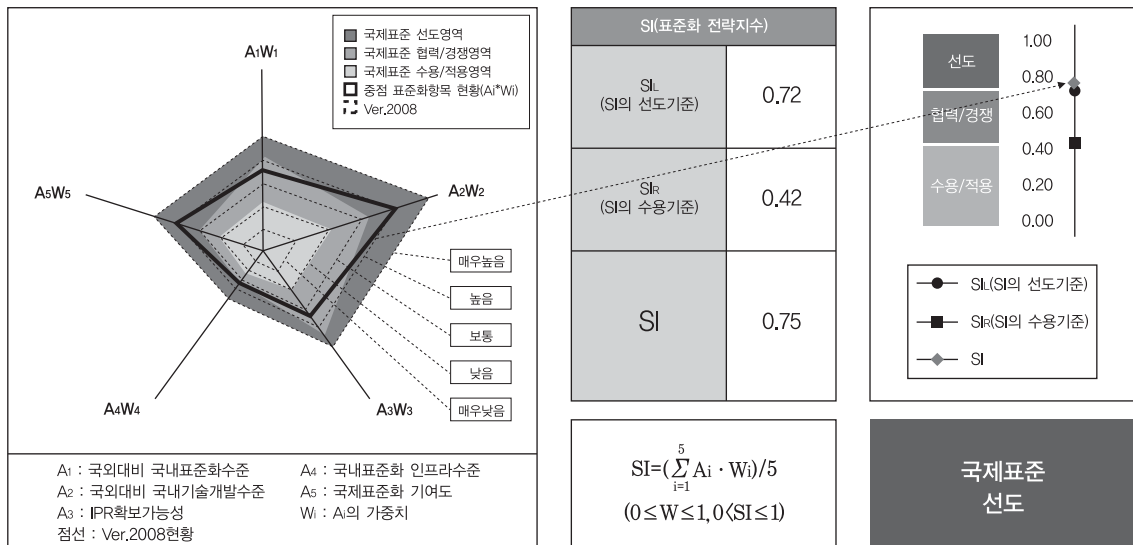 국제표준 선도영역
국제표준 협력/경쟁영역
국제표준 수용/적용영역
중점 표준화항목 현황(Ai*Wi)
Ver.2008
A1W1
A2W2
A5W5
A4W4
A3W3
매우높음
높음
보통
낮음
매우낮음
A1 : 국외대비 국내표준화수준
A2 : 국외대비 국내기술개발수준
A3 : IPR확보가능성
점선 : Ver.2008현황
A4 : 국내표준화 인프라수준
A5 : 국제표준화 기여도
Wi : Ai의 가중치
SI(표준화 전략지수)
SIL
(SI의 선도기준)
0.72
SIR
(SI의 수용기준)
0.42
SI
0.75
SI=(∑ i=1 5 Ai · Wi)/5
(0≤W≤1, 0<SI≤1)
선도
협력/경쟁
수용/적용
1.00
0.80
0.60
0.40
0.20
0.00
SIL(SI의 선도기준)
SIR(SI의 수용기준)
SI
국제표준
선도